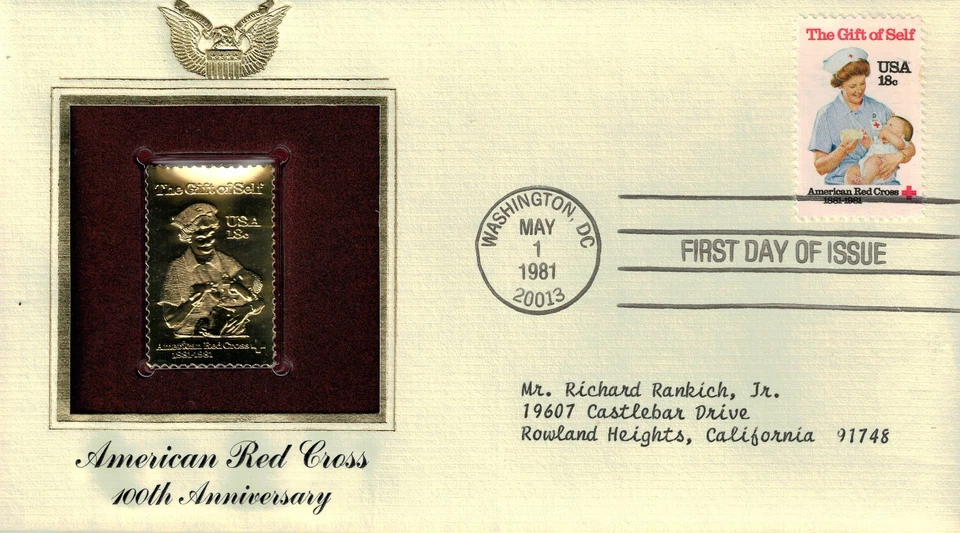 The Gift of Self
USA
18c
American Red Cross
1881-1981
American Red Cross
100th Anniversary
The Gift of Self
USA
18c
American Red Cross
1881-1981
WASHINGTON, DC
MAY
1
1981
20013
FIRST DAY OF ISSUE
Mr. Richard Rankich, Jr.
19607 Castlebar Drive
Rowland Heights, California 91748